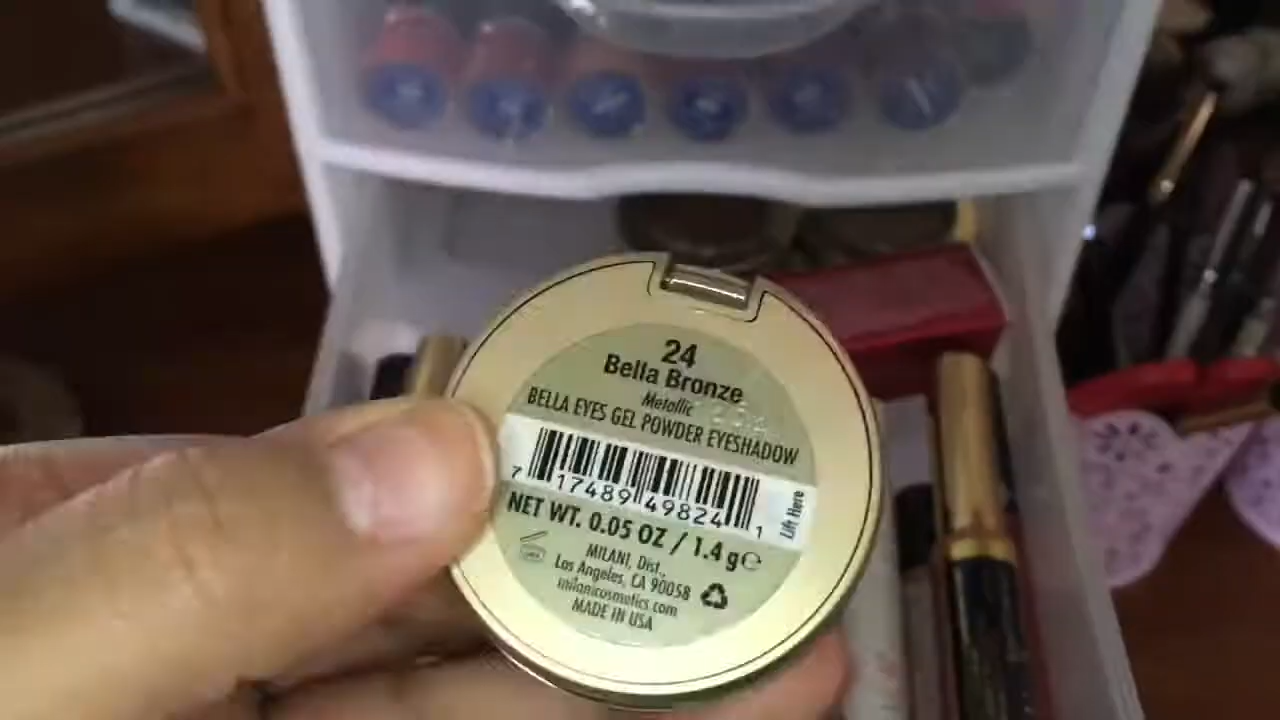 24
Bella Bronze
Metallic
BELLA EYES GEL POWDER EYESHADOW
7 17489 49824 1
Lift Here
NET WT. 0.05 OZ / 1.4 g ℮
MILANI, Dist.,
Los Angeles, CA 90058
milanicosmetics.com
MADE IN USA